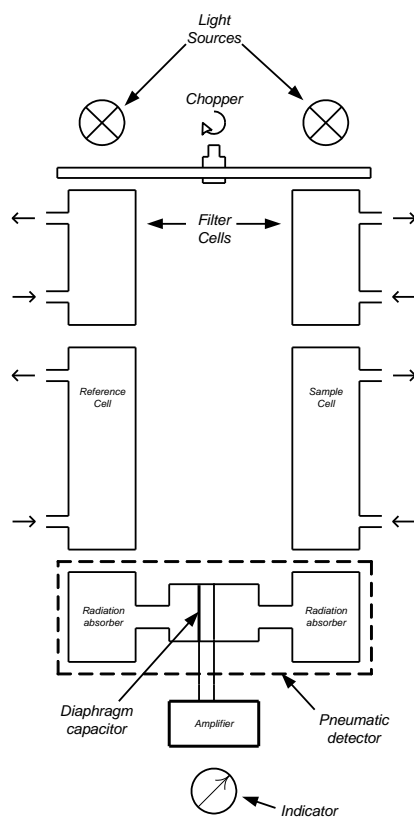 Light
Sources
Chopper
Filter
Cells
Reference
Cell
Sample
Cell
Radiation
absorber
Radiation
absorber
Diaphragm
capacitor
Amplifier
Pneumatic
detector
Indicator